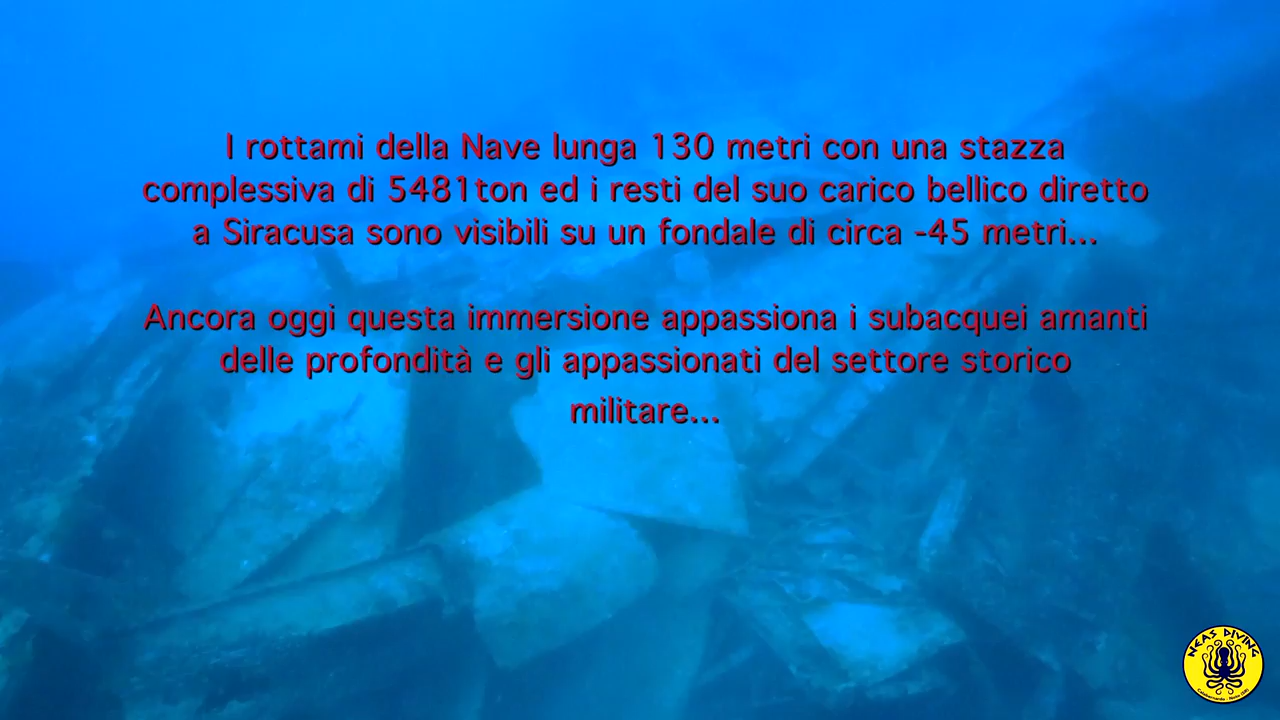 I rottami della Nave lunga 130 metri con una stazza
complessiva di 5481ton ed i resti del suo carico bellico diretto
a Siracusa sono visibili su un fondale di circa -45 metri...
Ancora oggi questa immersione appassiona i subacquei amanti
delle profondità e gli appassionati del settore storico
militare...
NEAS DIVING